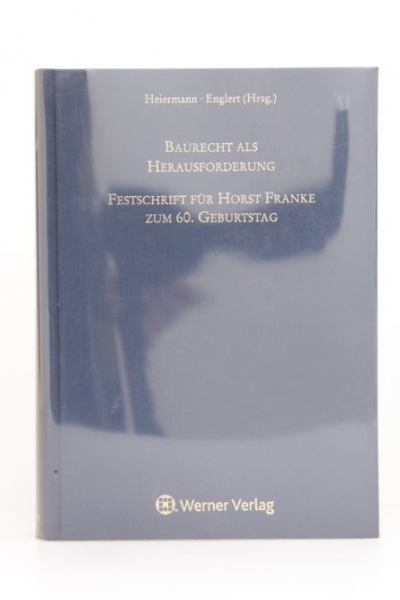 Heiermann · Englert (Hrsg.)
Baurecht als
Herausforderung
Festschrift für Horst Franke
zum 60. Geburtstag
Werner Verlag